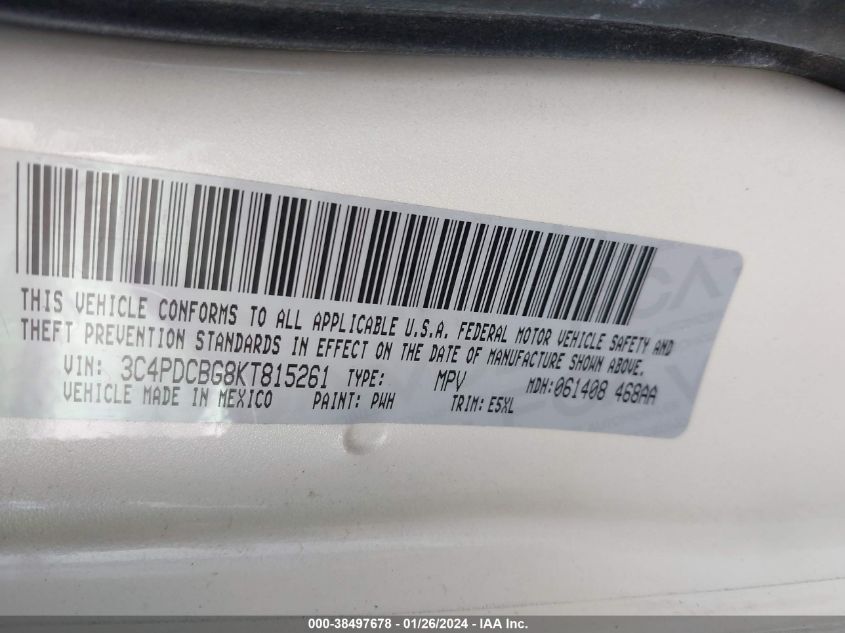 THIS VEHICLE CONFORMS TO ALL APPLICABLE U.S.A. FEDERAL MOTOR VEHICLE SAFETY AND
THEFT PREVENTION STANDARDS IN EFFECT ON THE DATE OF MANUFACTURE SHOWN ABOVE.
VIN: 3C4PDCBG8KT815261 TYPE: MPV MDH:061408 468AA
VEHICLE MADE IN MEXICO PAINT: PWH TRIM: E5XL
000-38497678 - 01/26/2024 - IAA Inc.